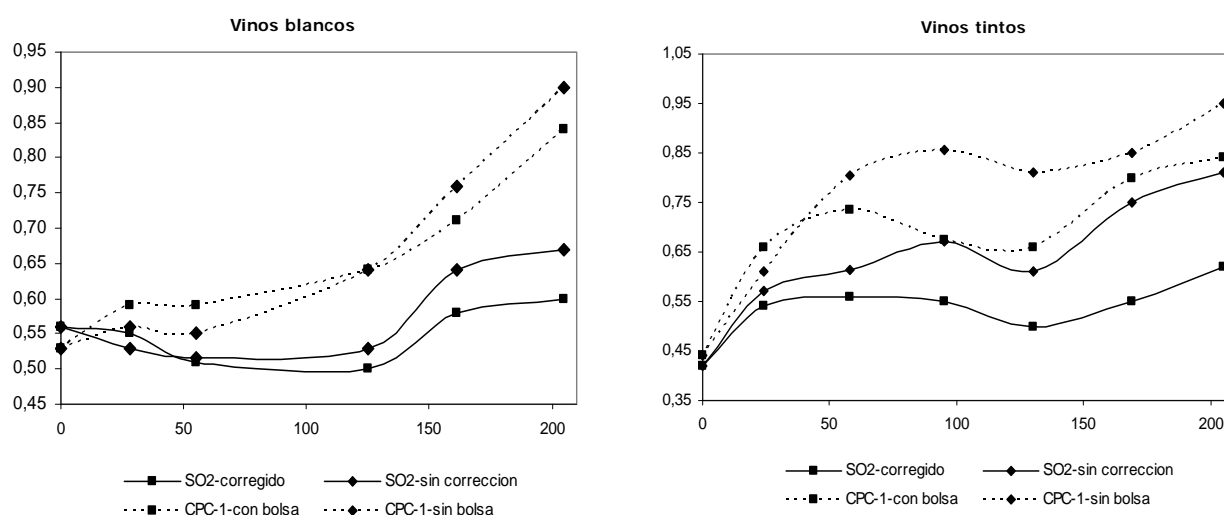 Vinos blancos
0,95
0,90
0,85
0,80
0,75
0,70
0,65
0,60
0,55
0,50
0,45
0 50 100 150 200
SO2-corregido SO2-sin correccion
CPC-1-con bolsa CPC-1-sin bolsa
Vinos tintos
1,05
0,95
0,85
0,75
0,65
0,55
0,45
0,35
0 50 100 150 200
SO2-corregido SO2-sin correccion
CPC-1-con bolsa CPC-1-sin bolsa